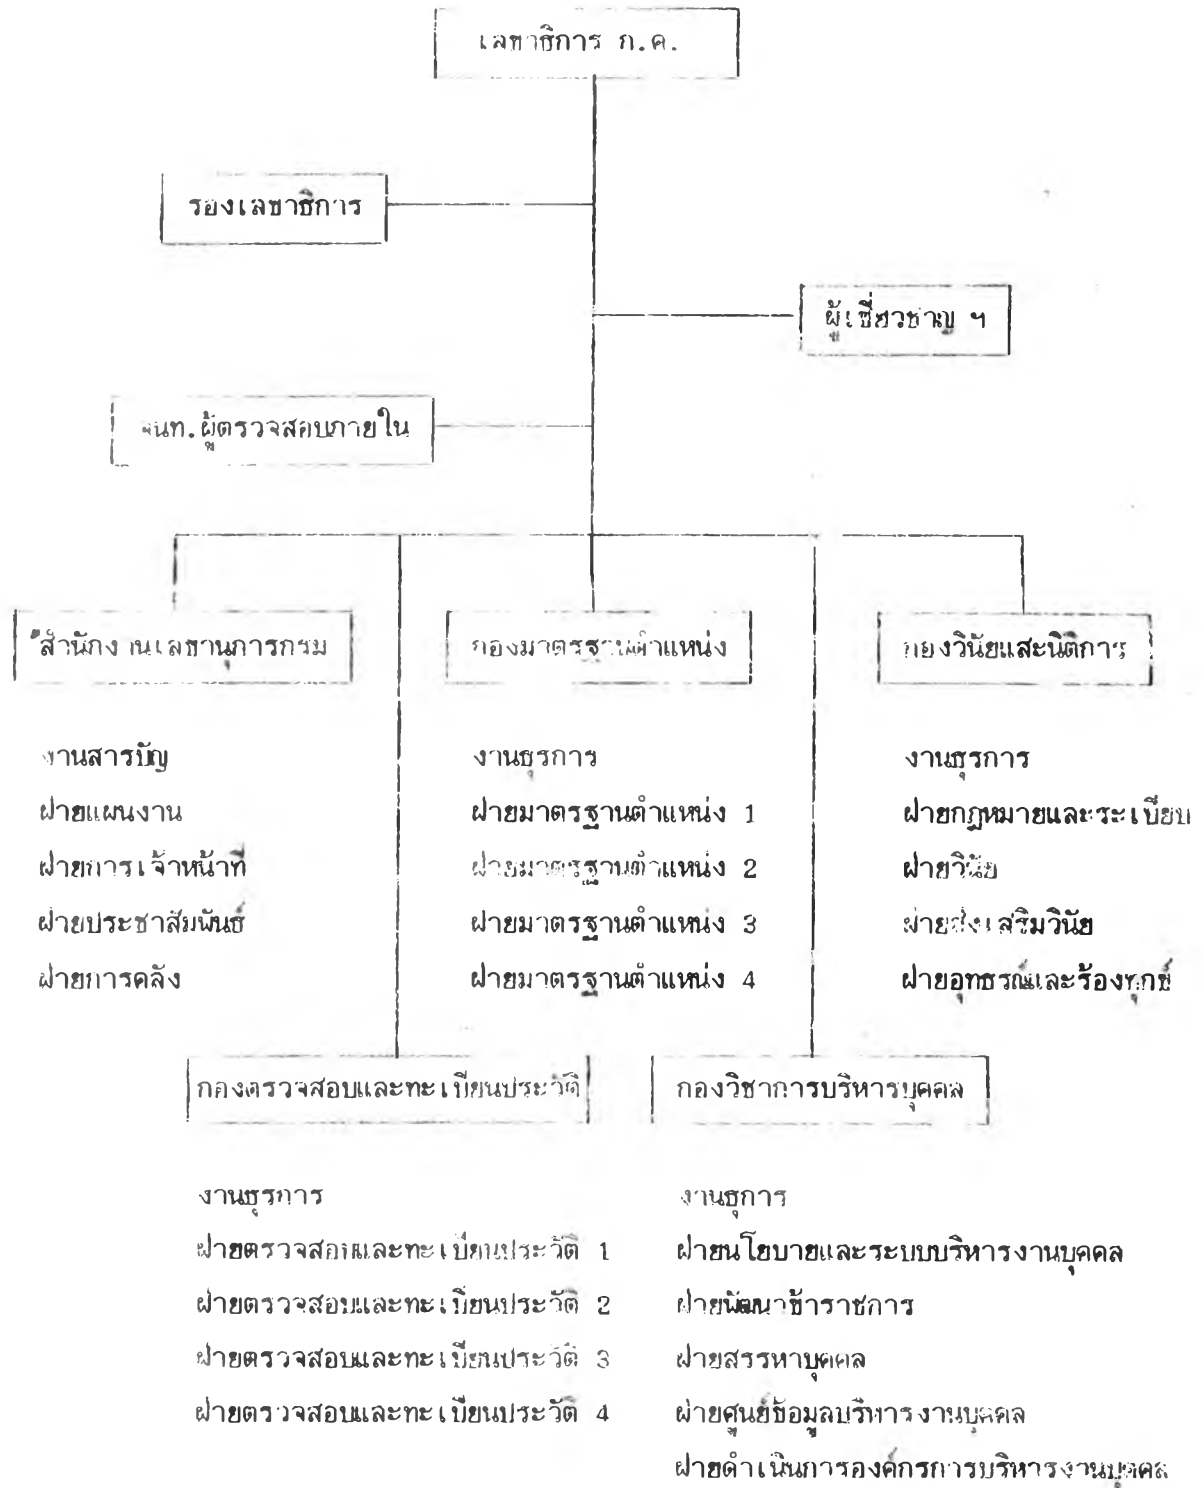 เลขาธิการ ก.ค.
รองเลขาธิการ
ผู้เชี่ยวชาญ ฯ
จนท.ผู้ตรวจสอบภายใน
สำนักงานเลขานุการกรม
กองมาตรฐานตำแหน่ง
กองวินัยและนิติการ
งานสารบัญ
ฝ่ายแผนงาน
ฝ่ายการเจ้าหน้าที่
ฝ่ายประชาสัมพันธ์
ฝ่ายการคลัง
งานธุรการ
ฝ่ายมาตรฐานตำแหน่ง 1
ฝ่ายมาตรฐานตำแหน่ง 2
ฝ่ายมาตรฐานตำแหน่ง 3
ฝ่ายมาตรฐานตำแหน่ง 4
งานธุรการ
ฝ่ายกฎหมายและระเบียบ
ฝ่ายวินัย
ฝ่ายส่งเสริมวินัย
ฝ่ายอุทธรณ์และร้องทุกข์
กองตรวจสอบและทะเบียนประวัติ
กองวิชาการบริหารบุคคล
งานธุรการ
ฝ่ายตรวจสอบและทะเบียนประวัติ 1
ฝ่ายตรวจสอบและทะเบียนประวัติ 2
ฝ่ายตรวจสอบและทะเบียนประวัติ 3
ฝ่ายตรวจสอบและทะเบียนประวัติ 4
งานธุการ
ฝ่ายนโยบายและระบบบริหารงานบุคคล
ฝ่ายพัฒนาข้าราชการ
ฝ่ายสรรหาบุคคล
ฝ่ายศูนย์ข้อมูลบริหารงานบุคคล
ฝ่ายดำเนินการองค์กรการบริหารงานบุคคล